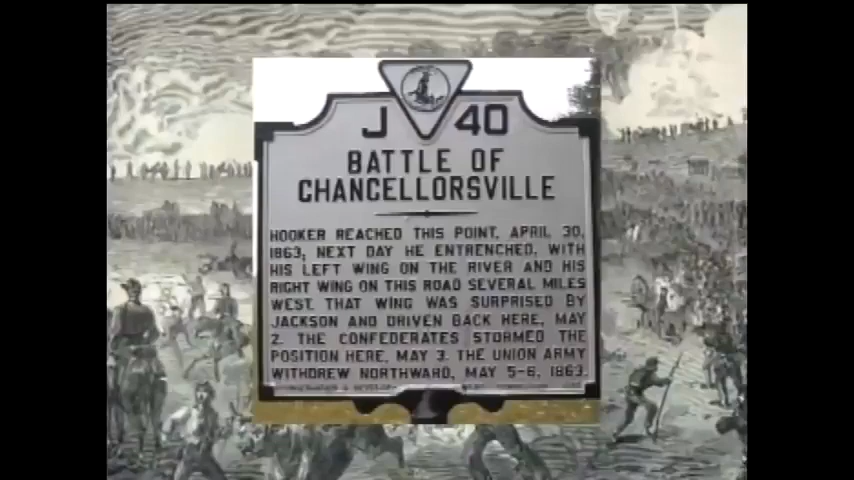 J 40
BATTLE OF
CHANCELLORSVILLE
HOOKER REACHED THIS POINT, APRIL 30,
1863; NEXT DAY HE ENTRENCHED, WITH
HIS LEFT WING ON THE RIVER AND HIS
RIGHT WING ON THIS ROAD SEVERAL MILES
WEST. THAT WING WAS SURPRISED BY
JACKSON AND DRIVEN BACK HERE, MAY
2. THE CONFEDERATES STORMED THE
POSITION HERE, MAY 3. THE UNION ARMY
WITHDREW NORTHWARD, MAY 5-6, 1863.